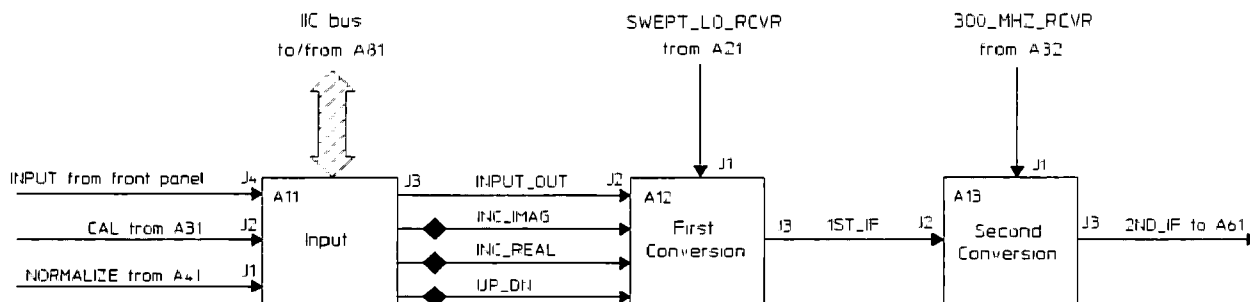 IIC bus
to/from A81
SWEPT_LO_RCVR
from A21
300_MHZ_RCVR
from A32
J1
J1
INPUT from front panel
J4
A11
J3
INPUT_OUT
J2
A12
A13
CAL from A31
J2
Input
INC_IMAG
First
Conversion
J3
1ST_IF
J2
Second
Conversion
J3
2ND_IF to A61
NORMALIZE from A41
J1
INC_REAL
UP_DN